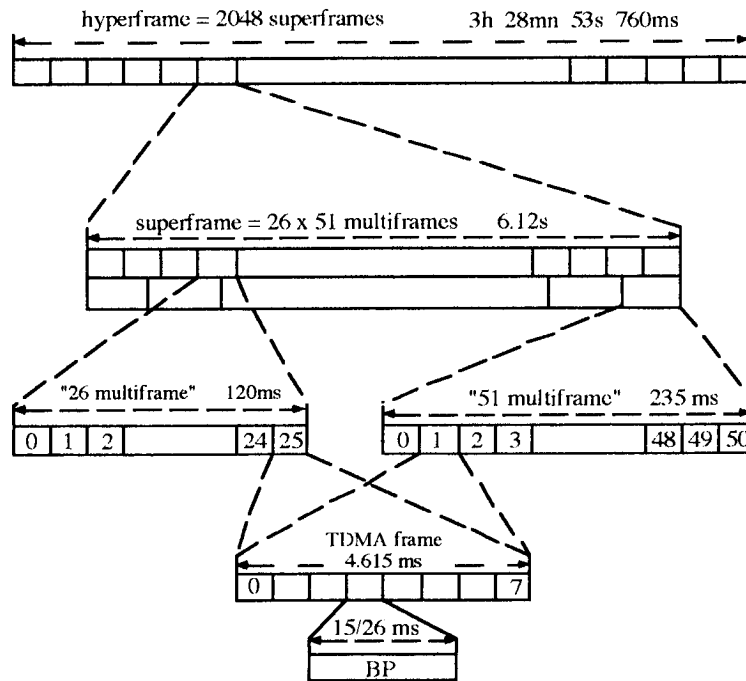 hyperframe = 2048 superframes 3h 28mn 53s 760ms
superframe = 26 x 51 multiframes 6.12s
"26 multiframe" 120ms
"51 multiframe" 235 ms
0 1 2 24 25
0 1 2 3 48 49 50
TDMA frame
4.615 ms
0 7
15/26 ms
BP